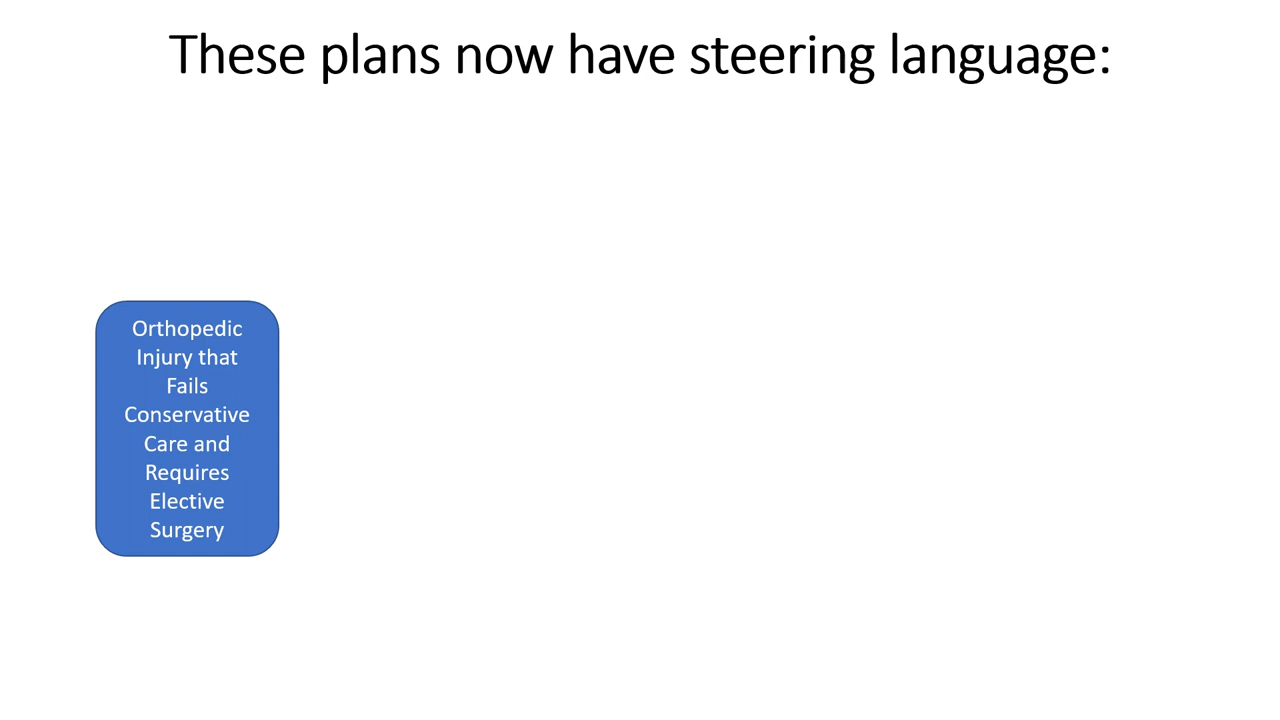 These plans now have steering language:
Orthopedic
Injury that
Fails
Conservative
Care and
Requires
Elective
Surgery